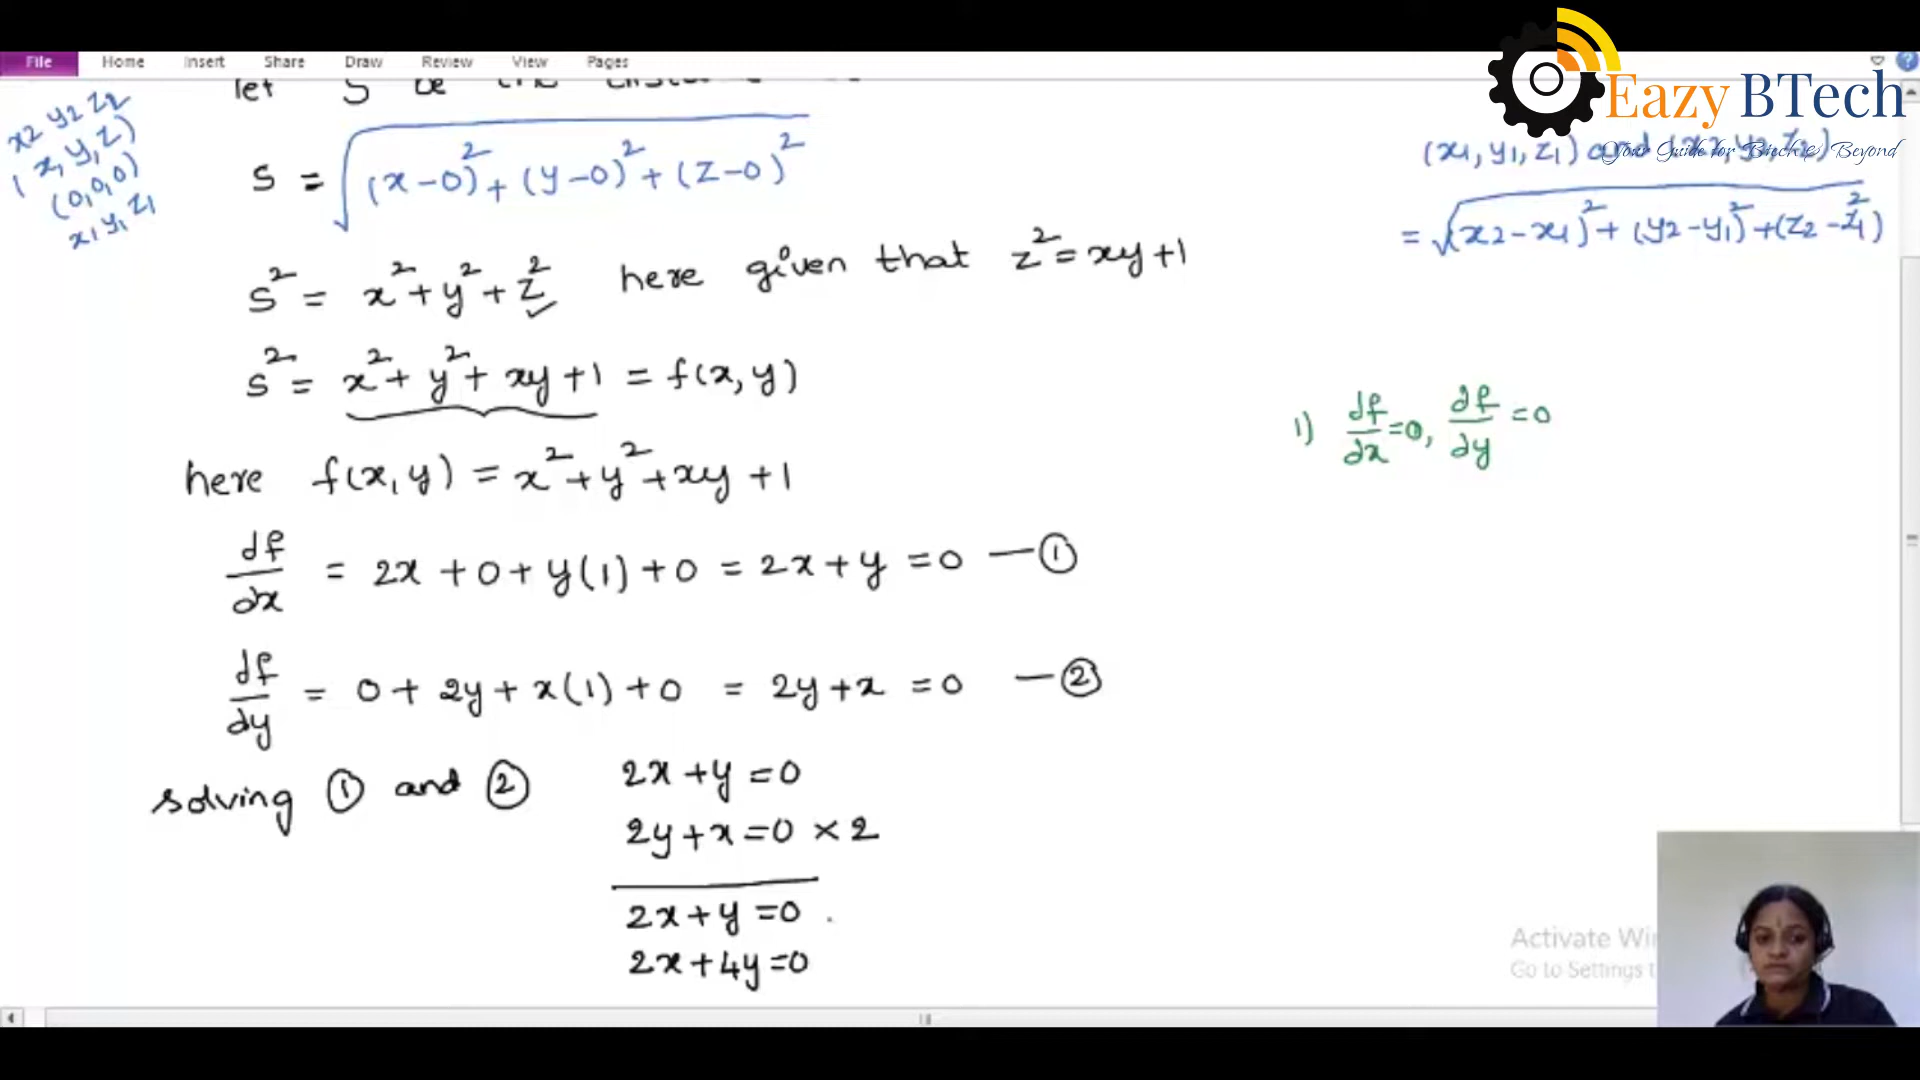 File Home Insert Share Draw Review View Pages
Eazy BTech
Your Guide for Btech & Beyond
let S be the
x2 y2 z2
(x, y, z)
(0,0,0)
x1 y1 z1
S = √((x-0)² + (y-0)² + (z-0)²)
(x1, y1, z1) and (x2, y2, z2)
= √((x2-x1)² + (y2-y1)² + (z2-z1)²)
S² = x² + y² + z² here given that z² = xy+1
S² = x² + y² + xy + 1 = f(x, y)
1) ∂f/∂x = 0, ∂f/∂y = 0
here f(x, y) = x² + y² + xy + 1
∂f/∂x = 2x + 0 + y(1) + 0 = 2x + y = 0 — ①
∂f/∂y = 0 + 2y + x(1) + 0 = 2y + x = 0 — ②
solving ① and ② 2x + y = 0
2y + x = 0 × 2
2x + y = 0
2x + 4y = 0
Activate Wi
Go to Settings t